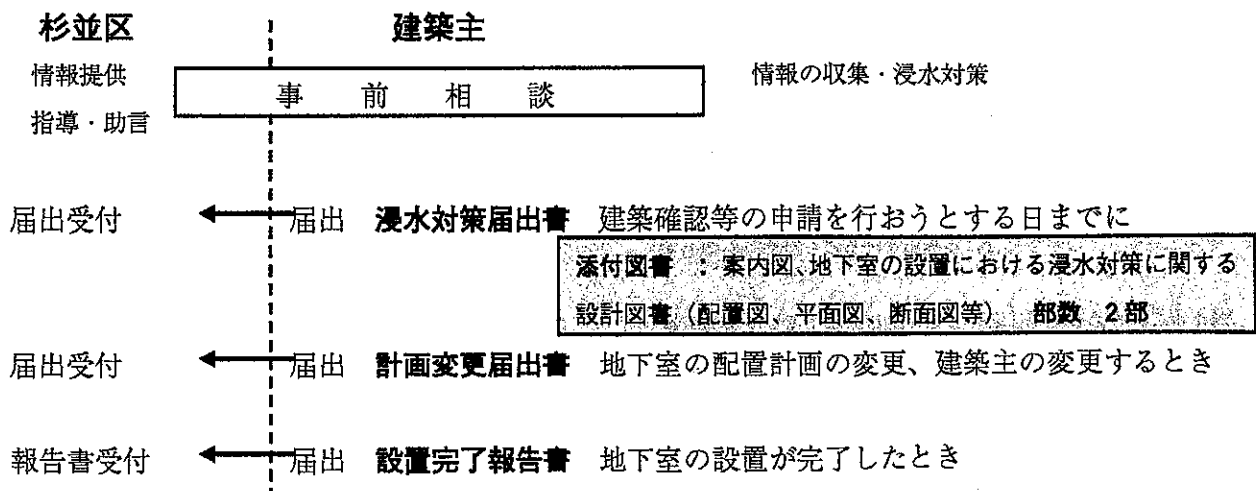 杉並区 建築主
情報提供 事前相談 情報の収集・浸水対策
指導・助言
届出受付 届出 浸水対策届出書 建築確認等の申請を行おうとする日までに
添付図書 ：案内図、地下室の設置における浸水対策に関する
設計図書（配置図、平面図、断面図等） 部数 2部
届出受付 届出 計画変更届出書 地下室の配置計画の変更、建築主の変更するとき
報告書受付 届出 設置完了報告書 地下室の設置が完了したとき